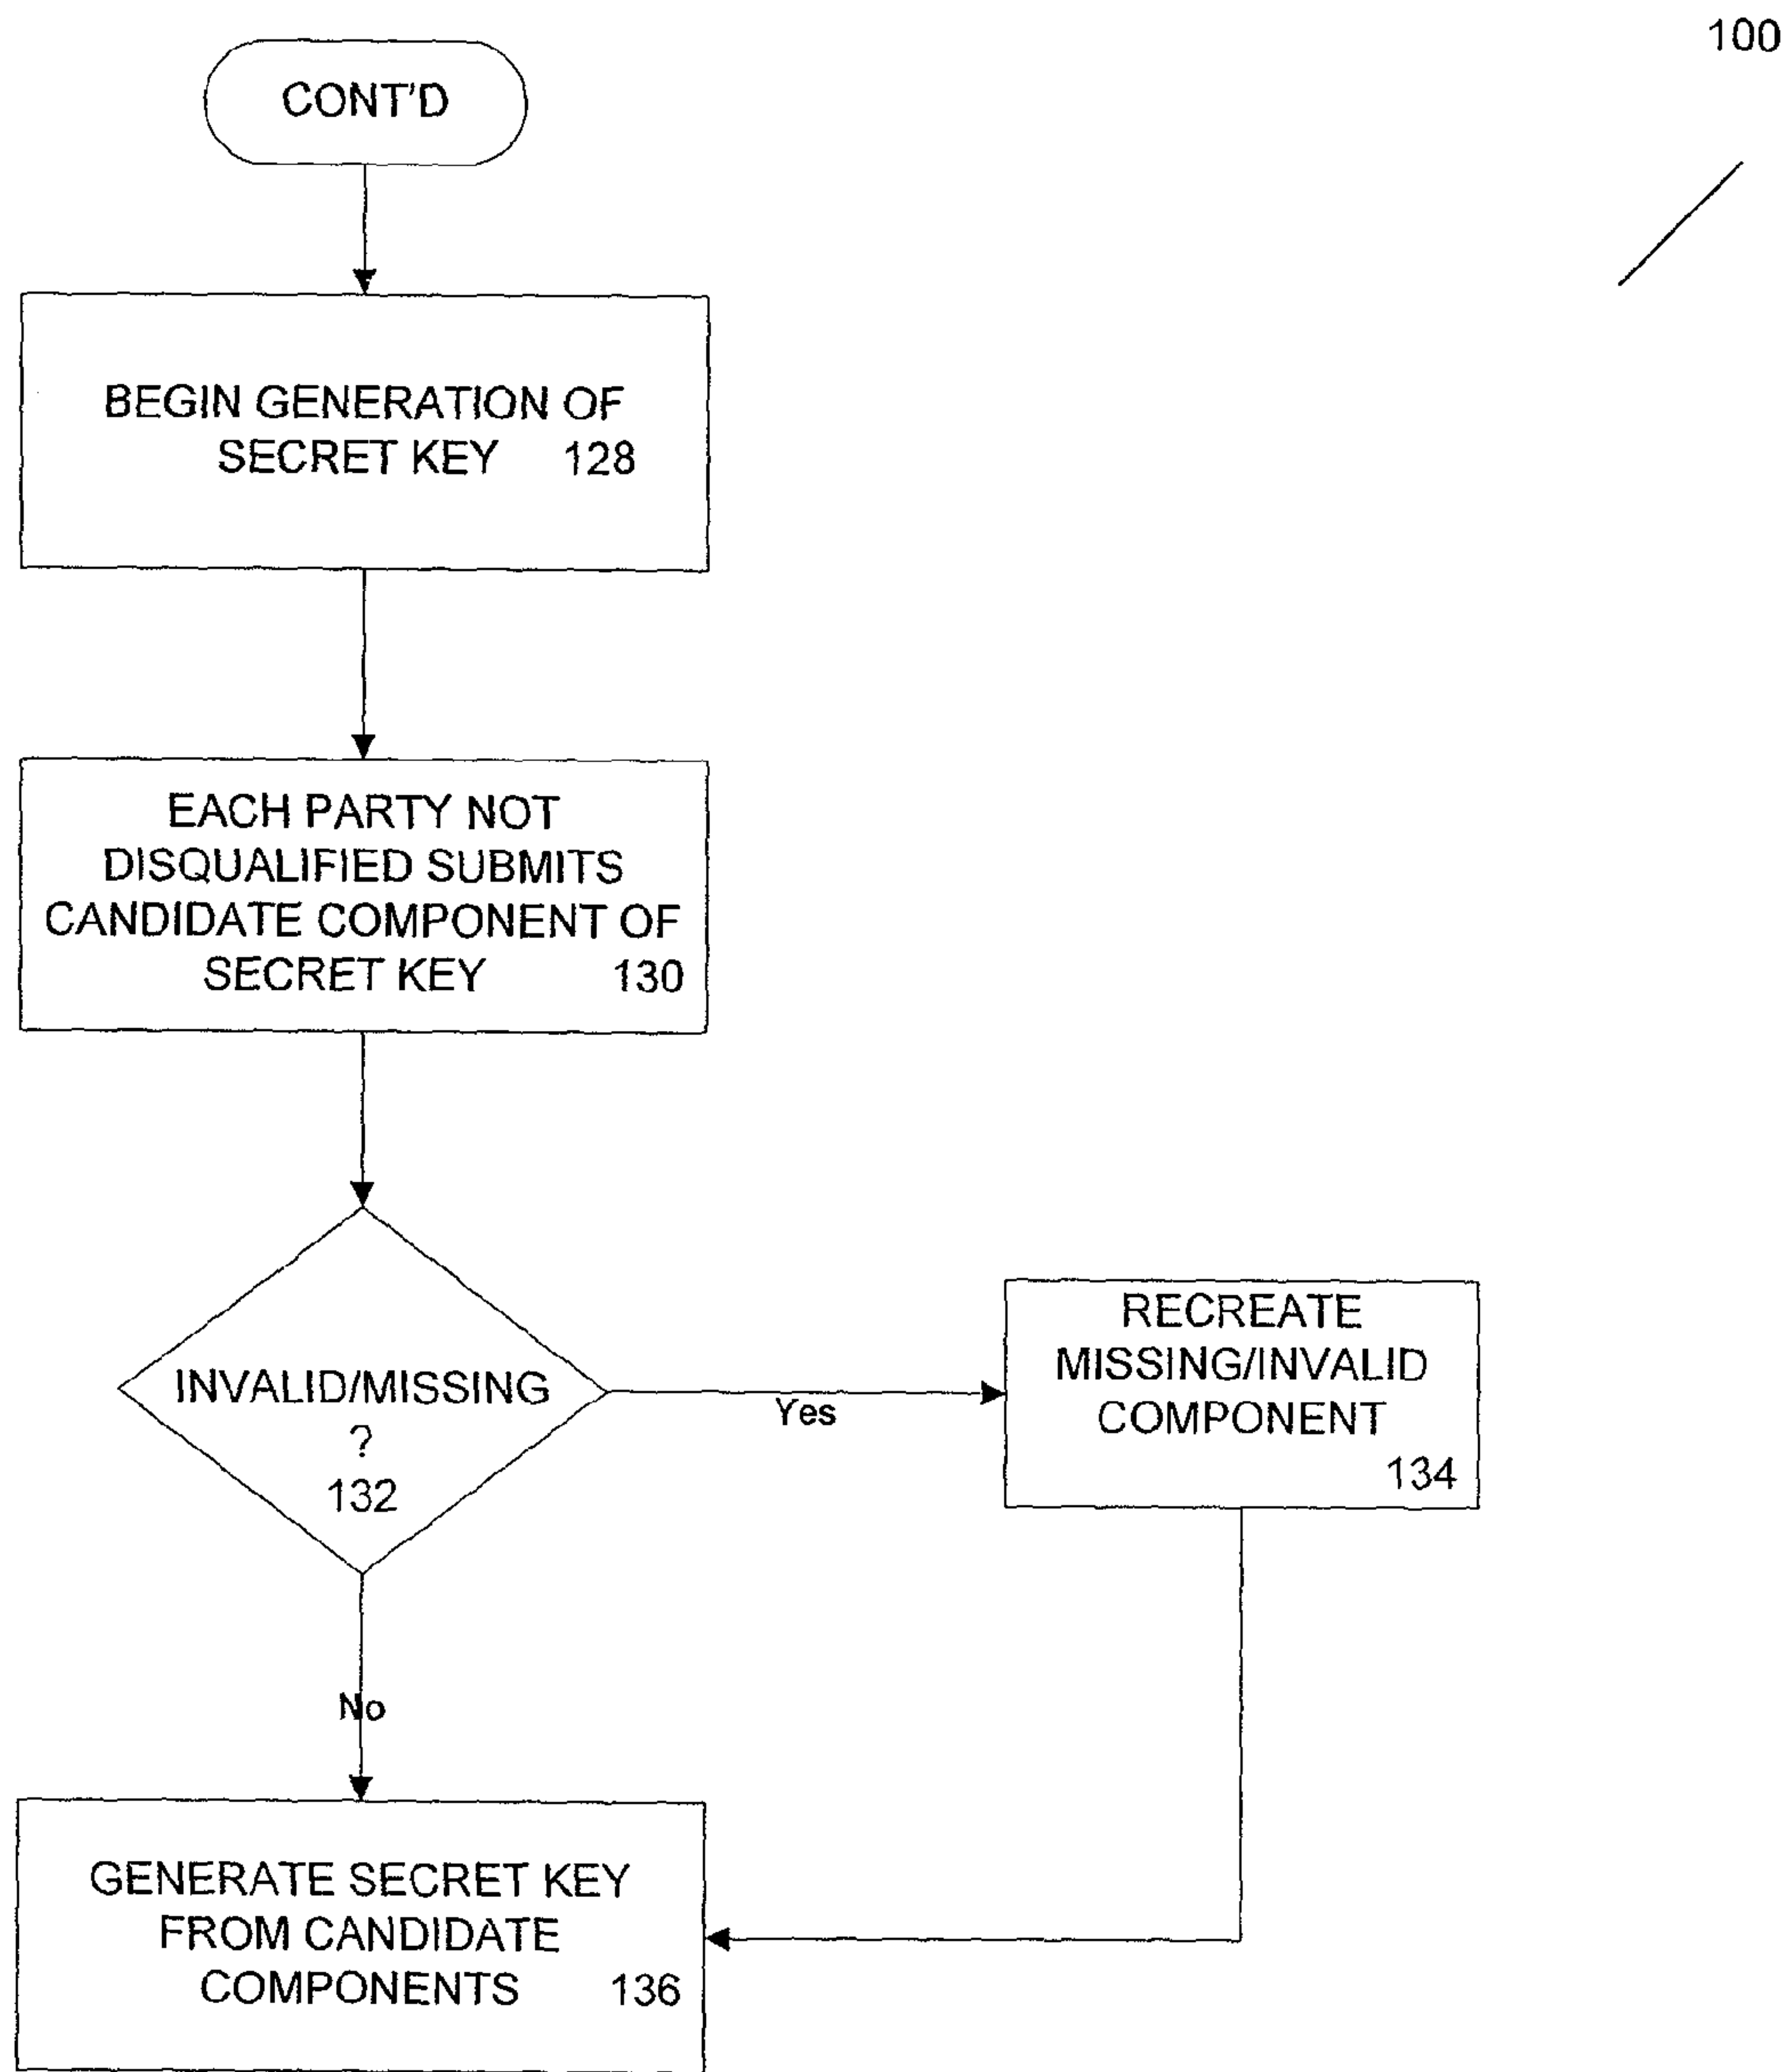 100
CONT'D
BEGIN GENERATION OF
SECRET KEY 128
EACH PARTY NOT
DISQUALIFIED SUBMITS
CANDIDATE COMPONENT OF
SECRET KEY 130
INVALID/MISSING
?
132
Yes
RECREATE
MISSING/INVALID
COMPONENT
134
No
GENERATE SECRET KEY
FROM CANDIDATE
COMPONENTS 136